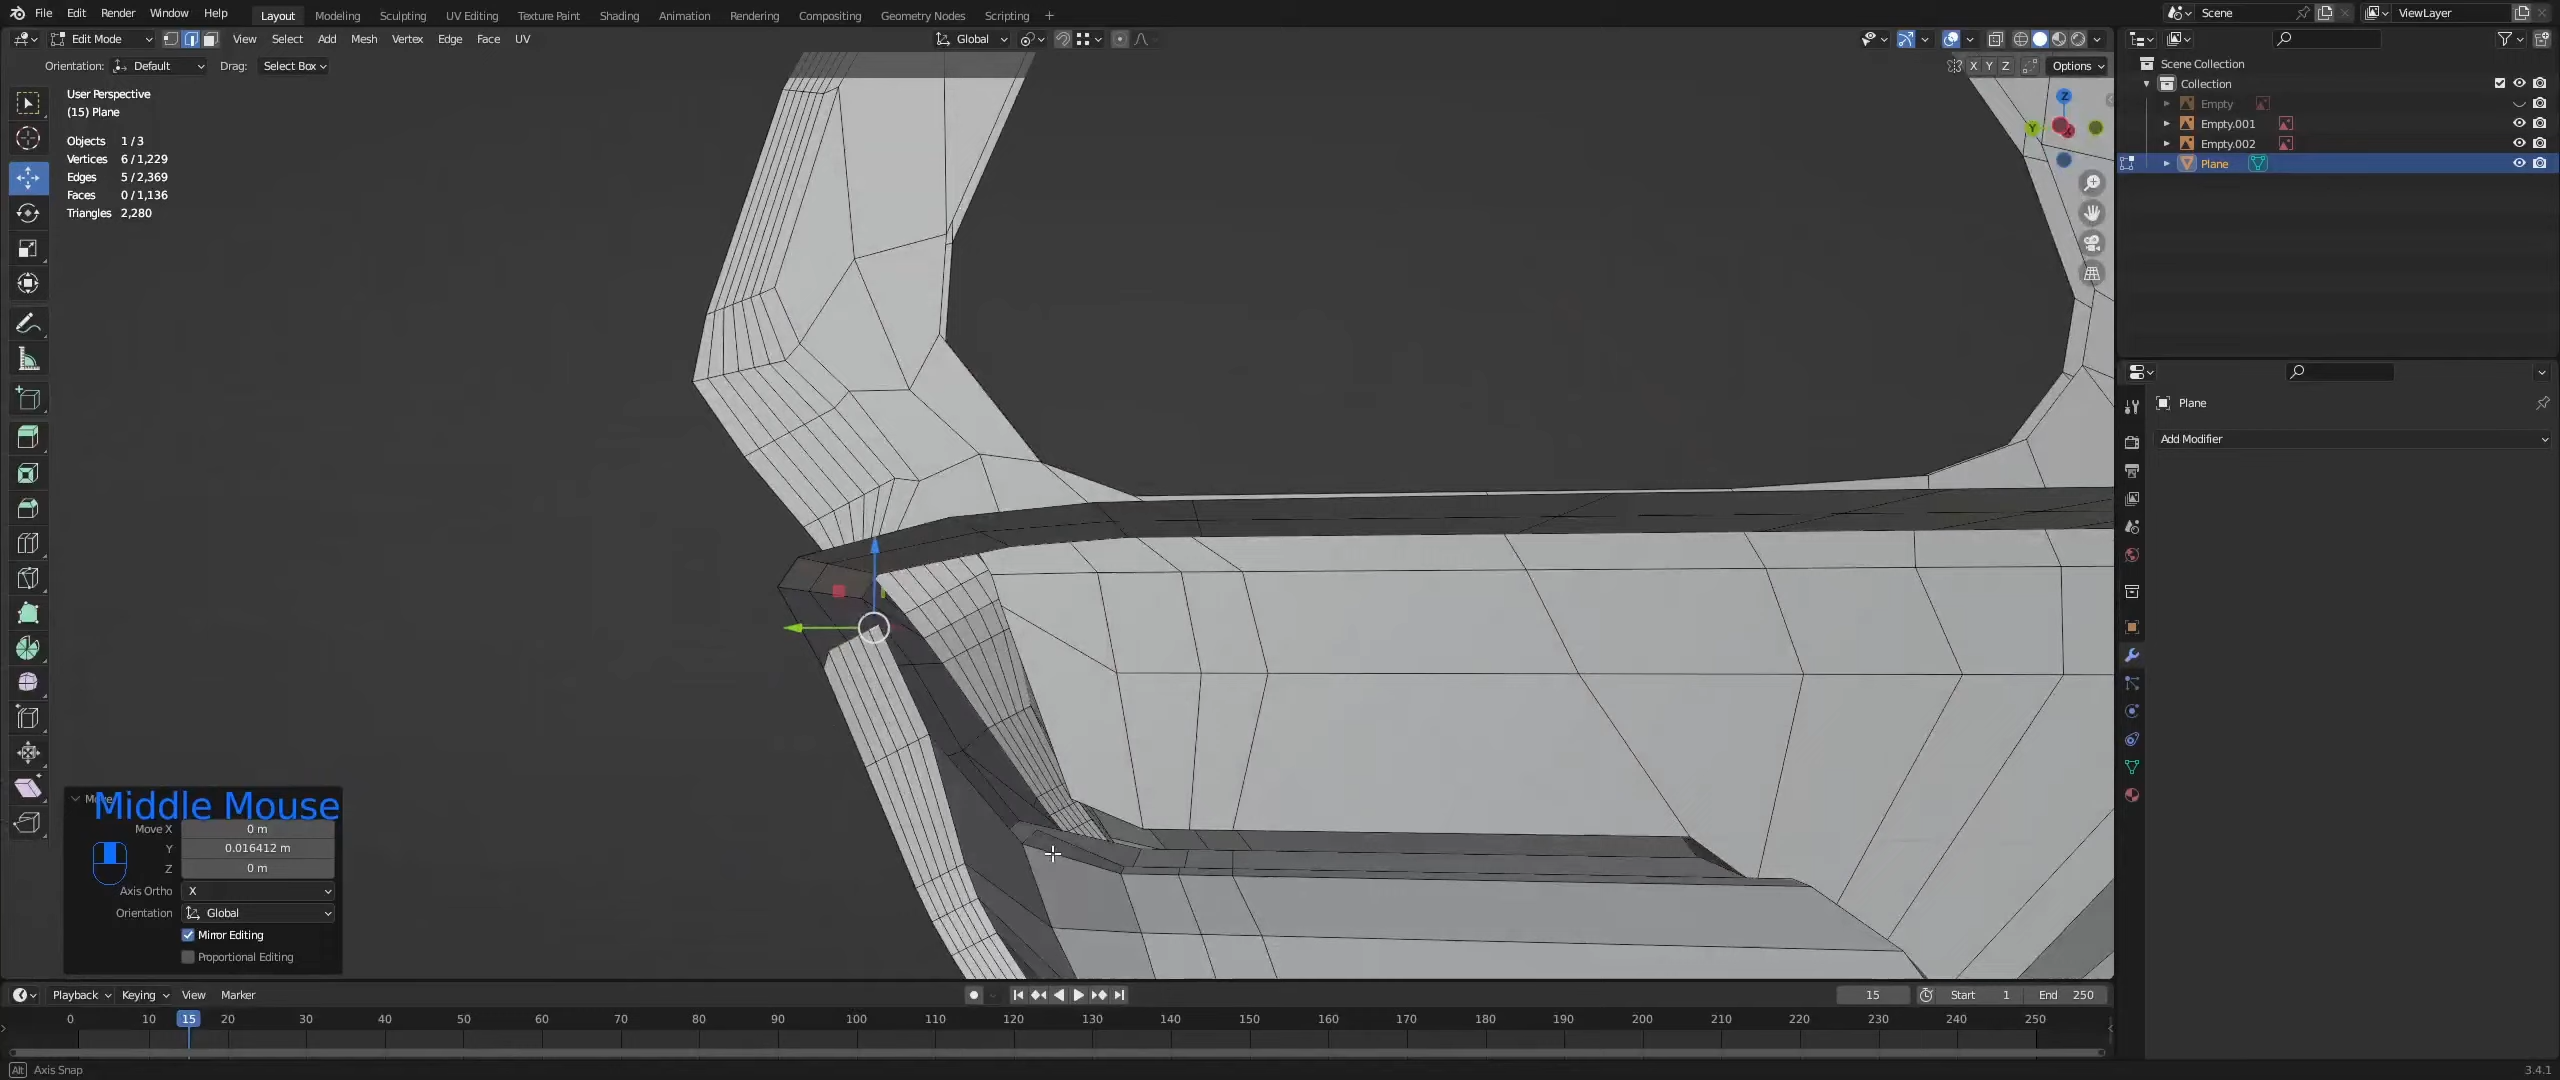 File Edit Render Window Help Layout Modeling Sculpting UV Editing Texture Paint Shading Animation Rendering Compositing Geometry Nodes Scripting + Scene ViewLayer
Edit Mode View Select Add Mesh Vertex Edge Face UV Global
Orientation: Default Drag: Select Box X Y Z Options
User Perspective
(15) Plane
Objects 1 / 3
Vertices 6 / 1,229
Edges 5 / 2,369
Faces 0 / 1,136
Triangles 2,280
Z
Y
Scene Collection
Collection
Empty
Empty.001
Empty.002
Plane
Plane
Add Modifier
Middle Mouse
Move X 0 m
Y 0.016412 m
Z 0 m
Axis Ortho X
Orientation Global
Mirror Editing
Proportional Editing
Playback Keying View Marker 15 Start 1 End 250
0 10 15 20 30 40 50 60 70 80 90 100 110 120 130 140 150 160 170 180 190 200 210 220 230 240 250
Alt Axis Snap 3.4.1